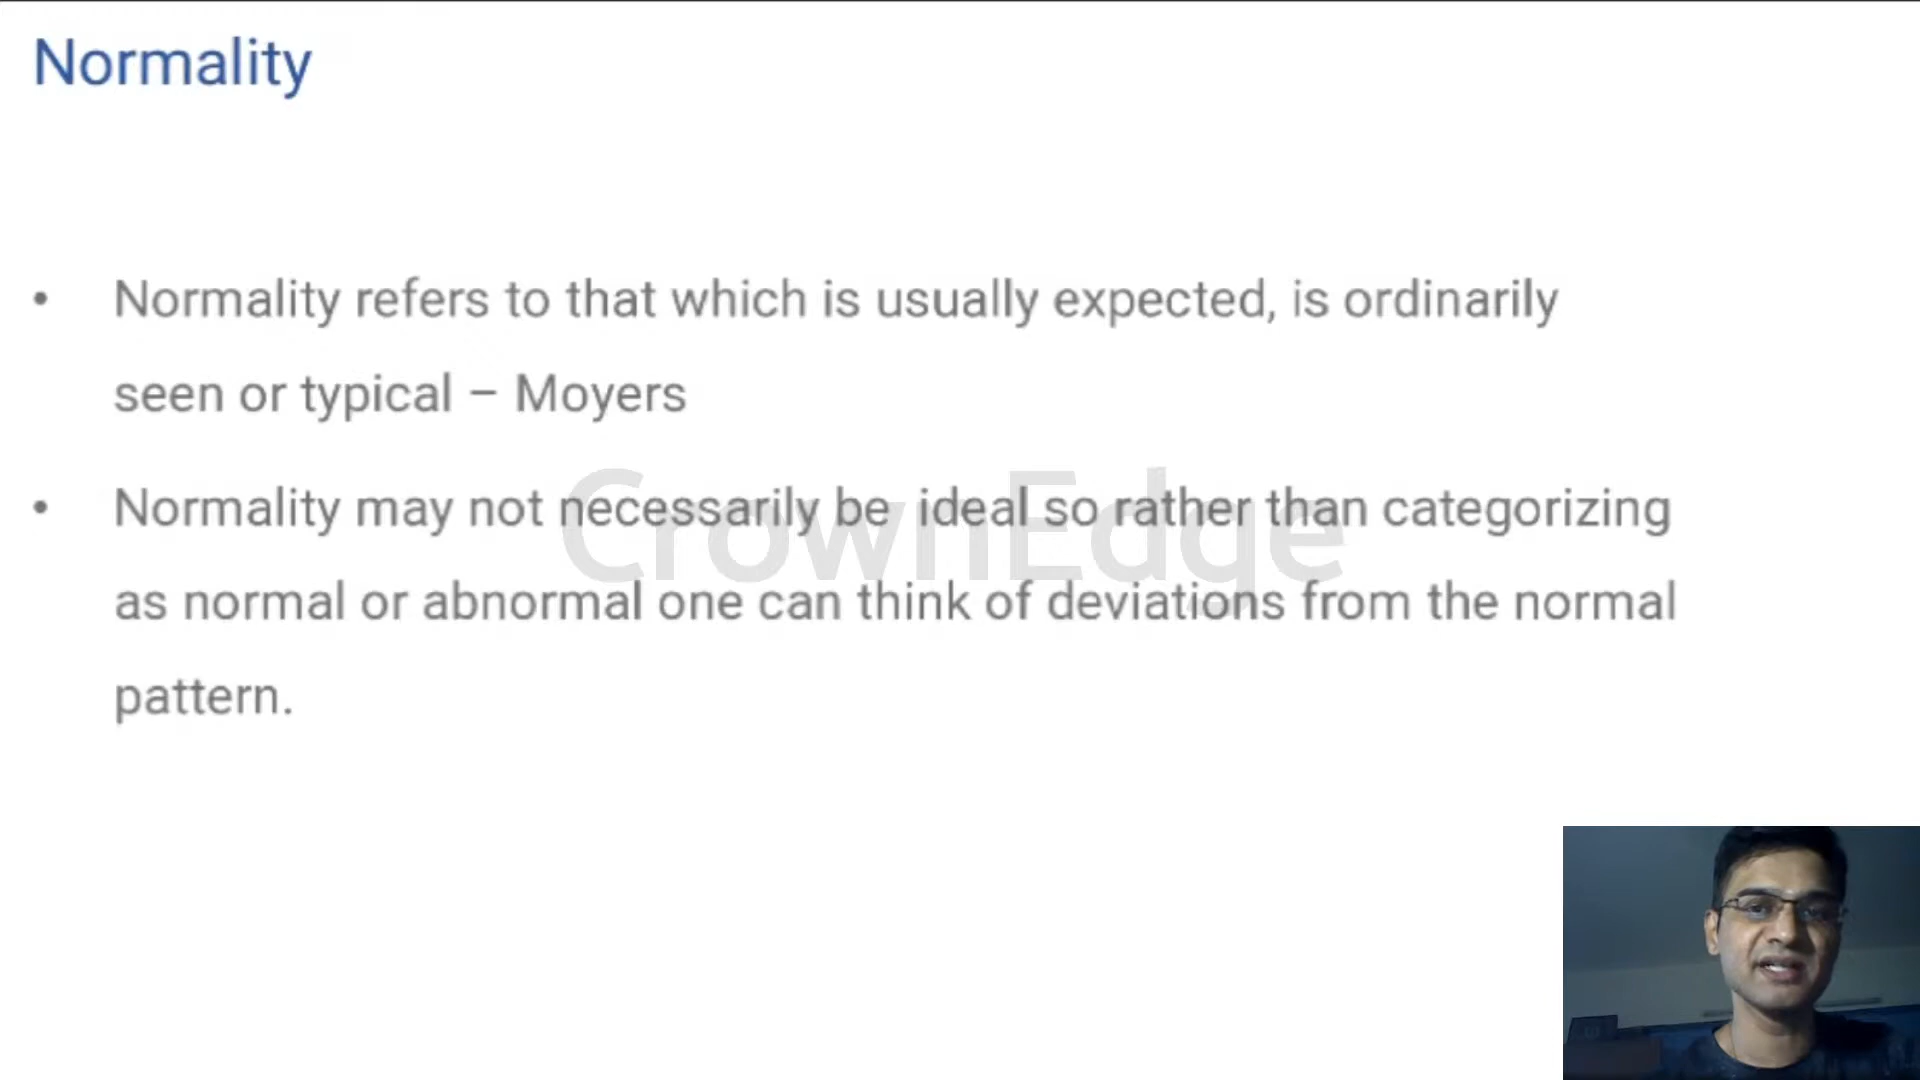 Normality
• Normality refers to that which is usually expected, is ordinarily
seen or typical – Moyers
CrownEdge
• Normality may not necessarily be ideal so rather than categorizing
as normal or abnormal one can think of deviations from the normal
pattern.